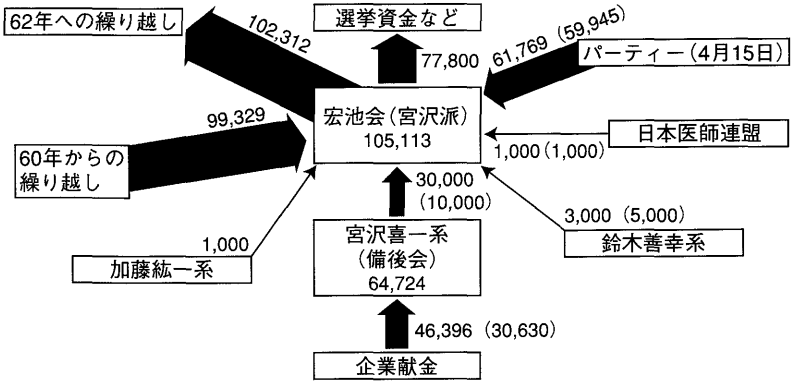 62年への繰り越し
102,312
選挙資金など
77,800
61,769 (59,945)
パーティー(4月15日)
宏池会(宮沢派)
105,113
99,329
60年からの
繰り越し
日本医師連盟
1,000(1,000)
30,000
(10,000)
3,000 (5,000)
鈴木善幸系
1,000
加藤紘一系
宮沢喜一系
(備後会)
64,724
46,396 (30,630)
企業献金